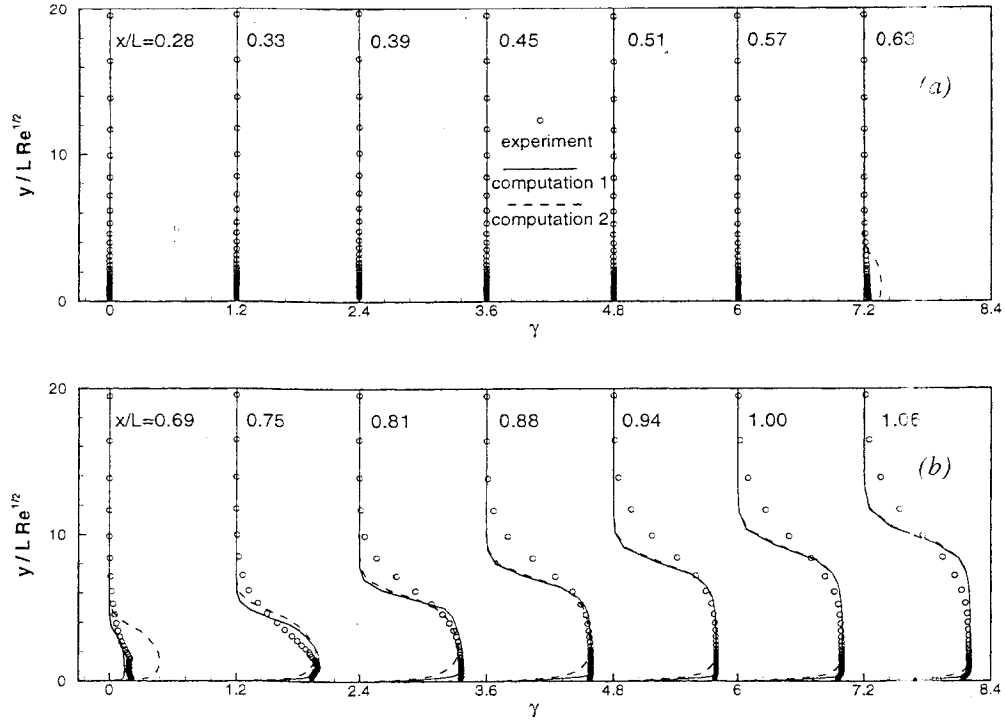 20
x/L=0.28 0.33 0.39 0.45 0.51 0.57 0.63
(a)
y / L Re^1/2
experiment
computation 1
computation 2
10
0
0 1.2 2.4 3.6 4.8 6 7.2 8.4
γ
20
x/L=0.69 0.75 0.81 0.88 0.94 1.00 1.06
(b)
y / L Re^1/2
10
0
0 1.2 2.4 3.6 4.8 6 7.2 8.4
γ